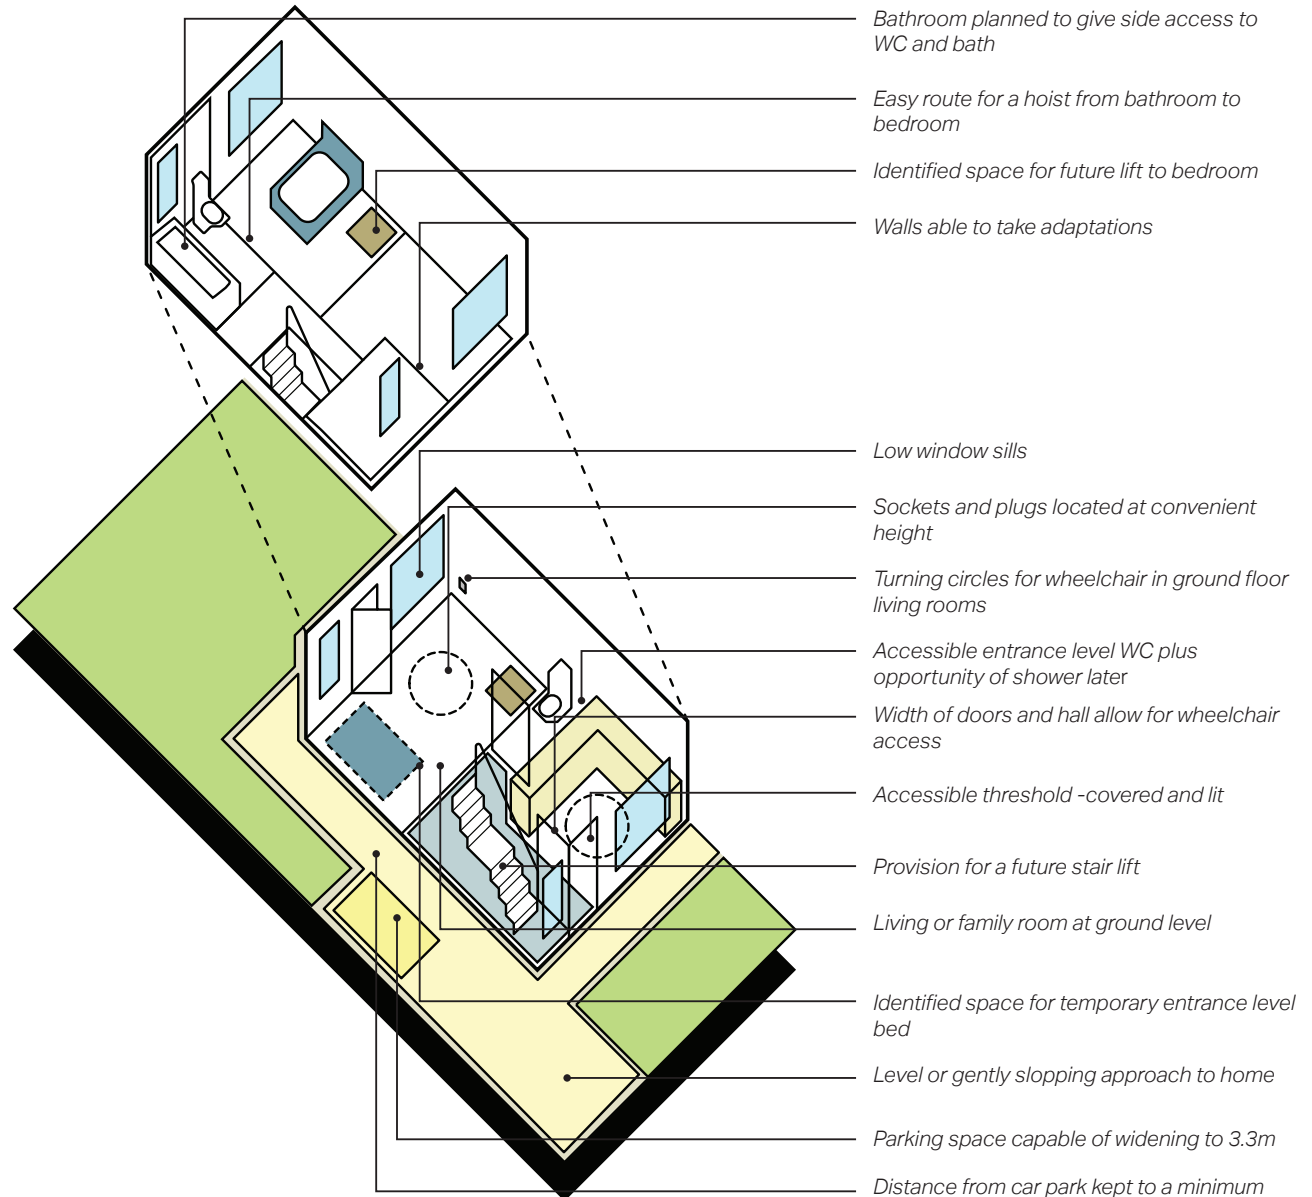 Bathroom planned to give side access to
WC and bath
Easy route for a hoist from bathroom to
bedroom
Identified space for future lift to bedroom
Walls able to take adaptations
Low window sills
Sockets and plugs located at convenient
height
Turning circles for wheelchair in ground floor
living rooms
Accessible entrance level WC plus
opportunity of shower later
Width of doors and hall allow for wheelchair
access
Accessible threshold -covered and lit
Provision for a future stair lift
Living or family room at ground level
Identified space for temporary entrance level
bed
Level or gently slopping approach to home
Parking space capable of widening to 3.3m
Distance from car park kept to a minimum